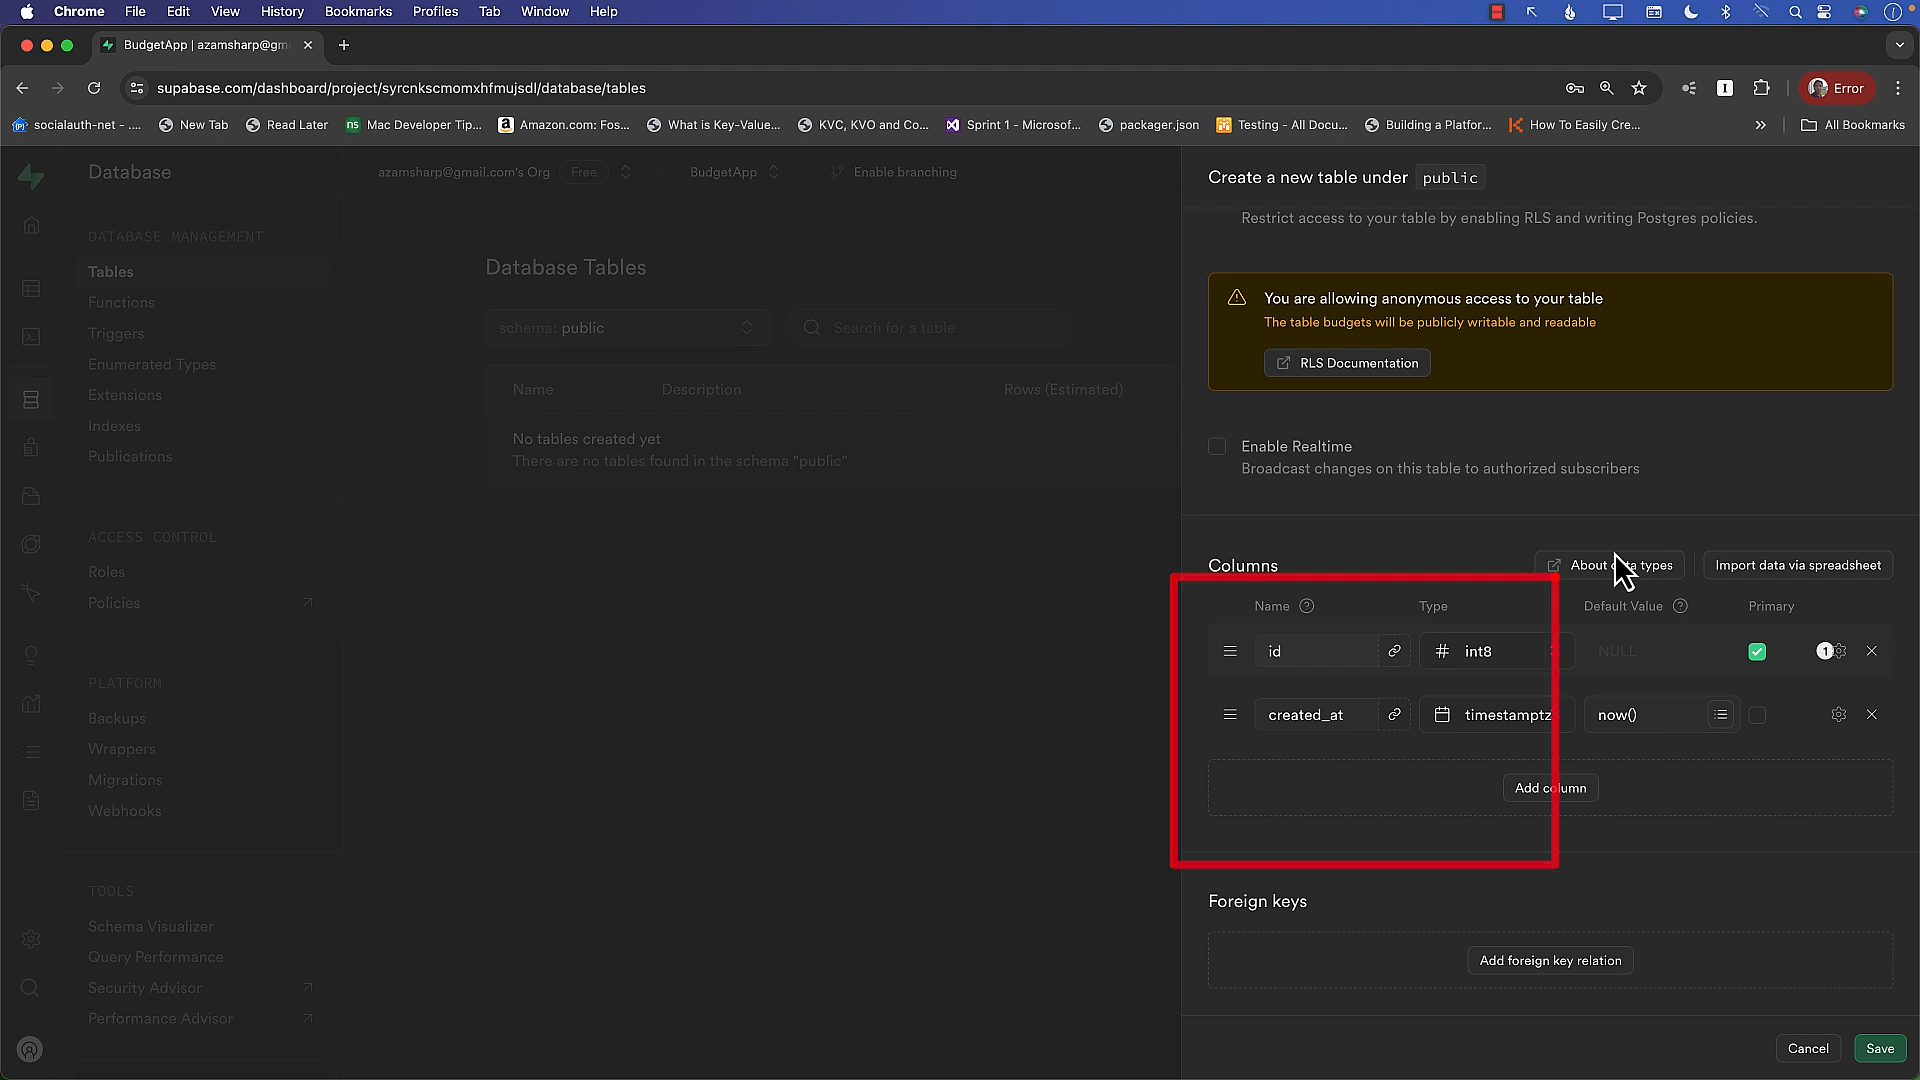 Chrome File Edit View History Bookmarks Profiles Tab Window Help
BudgetApp | azamsharp@gm
supabase.com/dashboard/project/syrcnkscmomxhfmujsdl/database/tables
Error
socialauth-net - .... New Tab Read Later Mac Developer Tip... Amazon.com: Fos... What is Key-Value... KVC, KVO and Co... Sprint 1 - Microsof... packager.json Testing - All Docu... Building a Platfor... How To Easily Cre... All Bookmarks
Database
azamsharp@gmail.com's Org Free / BudgetApp / Enable branching
DATABASE MANAGEMENT
Tables
Functions
Triggers
Enumerated Types
Extensions
Indexes
Publications
ACCESS CONTROL
Roles
Policies
PLATFORM
Backups
Wrappers
Migrations
Webhooks
TOOLS
Schema Visualizer
Query Performance
Security Advisor
Performance Advisor
Database Tables
schema: public
Search for a table
Name Description Rows (Estimated)
No tables created yet
There are no tables found in the schema "public"
Create a new table under public
Restrict access to your table by enabling RLS and writing Postgres policies.
You are allowing anonymous access to your table
The table budgets will be publicly writable and readable
RLS Documentation
Enable Realtime
Broadcast changes on this table to authorized subscribers
Columns
Import data via spreadsheet
Name Type Default Value Primary
id # int8 NULL 1
created_at timestamptz now()
Add column
Foreign keys
Add foreign key relation
Cancel Save